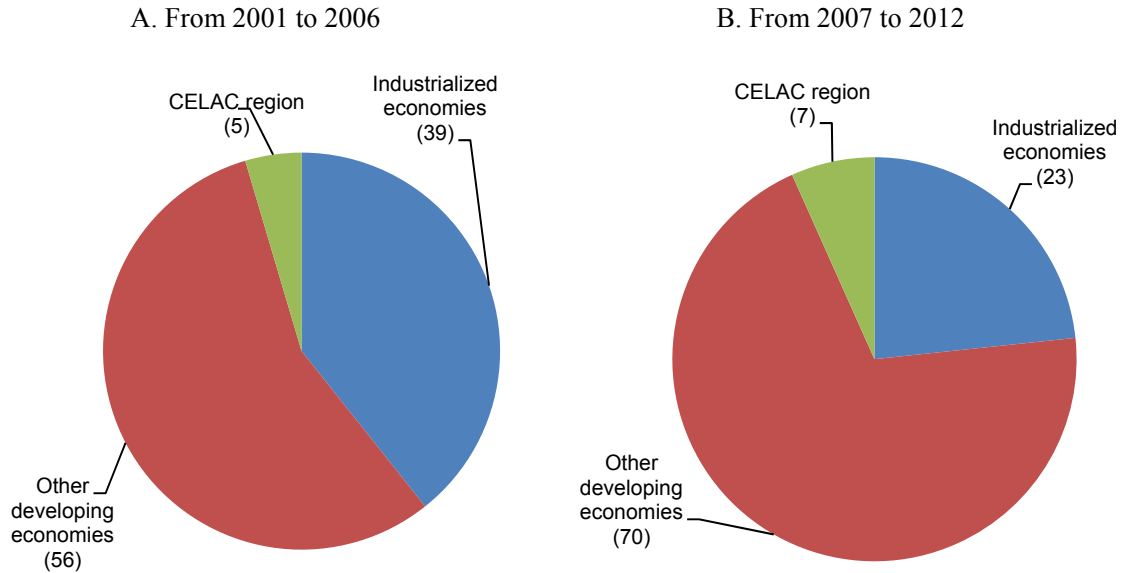 A. From 2001 to 2006
CELAC region
(5)
Industrialized
economies
(39)
Other
developing
economies
(56)
B. From 2007 to 2012
CELAC region
(7)
Industrialized
economies
(23)
Other
developing
economies
(70)